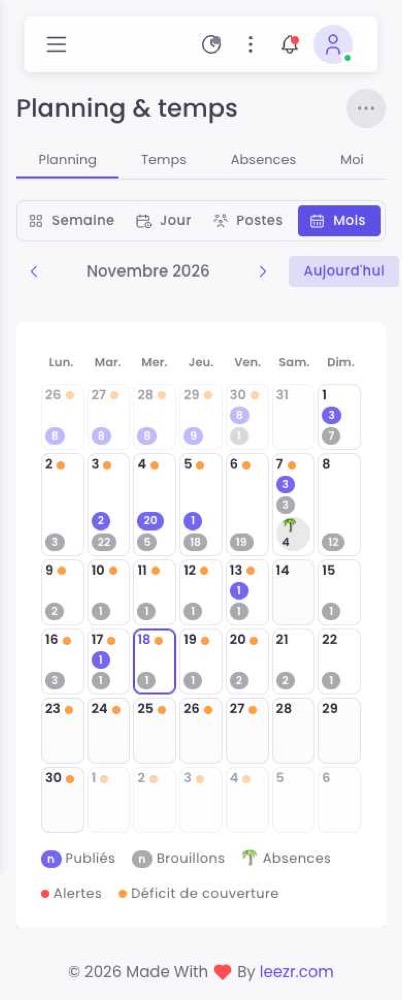 Planning & temps
Planning Temps Absences Moi
Semaine Jour Postes Mois
Novembre 2026 Aujourd'hui
Lun. Mar. Mer. Jeu. Ven. Sam. Dim.
26 27 28 29 30 31 1
8 3
8 8 8 9 1 7
2 3 4 5 6 7 8
3
2 20 1 3
3 22 5 18 19 4 12
9 10 11 12 13 14 15
1
2 1 1 1 1 1
16 17 18 19 20 21 22
1
3 1 1 1 2 2 1
23 24 25 26 27 28 29
30 1 2 3 4 5 6
n Publiés n Brouillons Absences
Alertes Déficit de couverture
© 2026 Made With By leezr.com